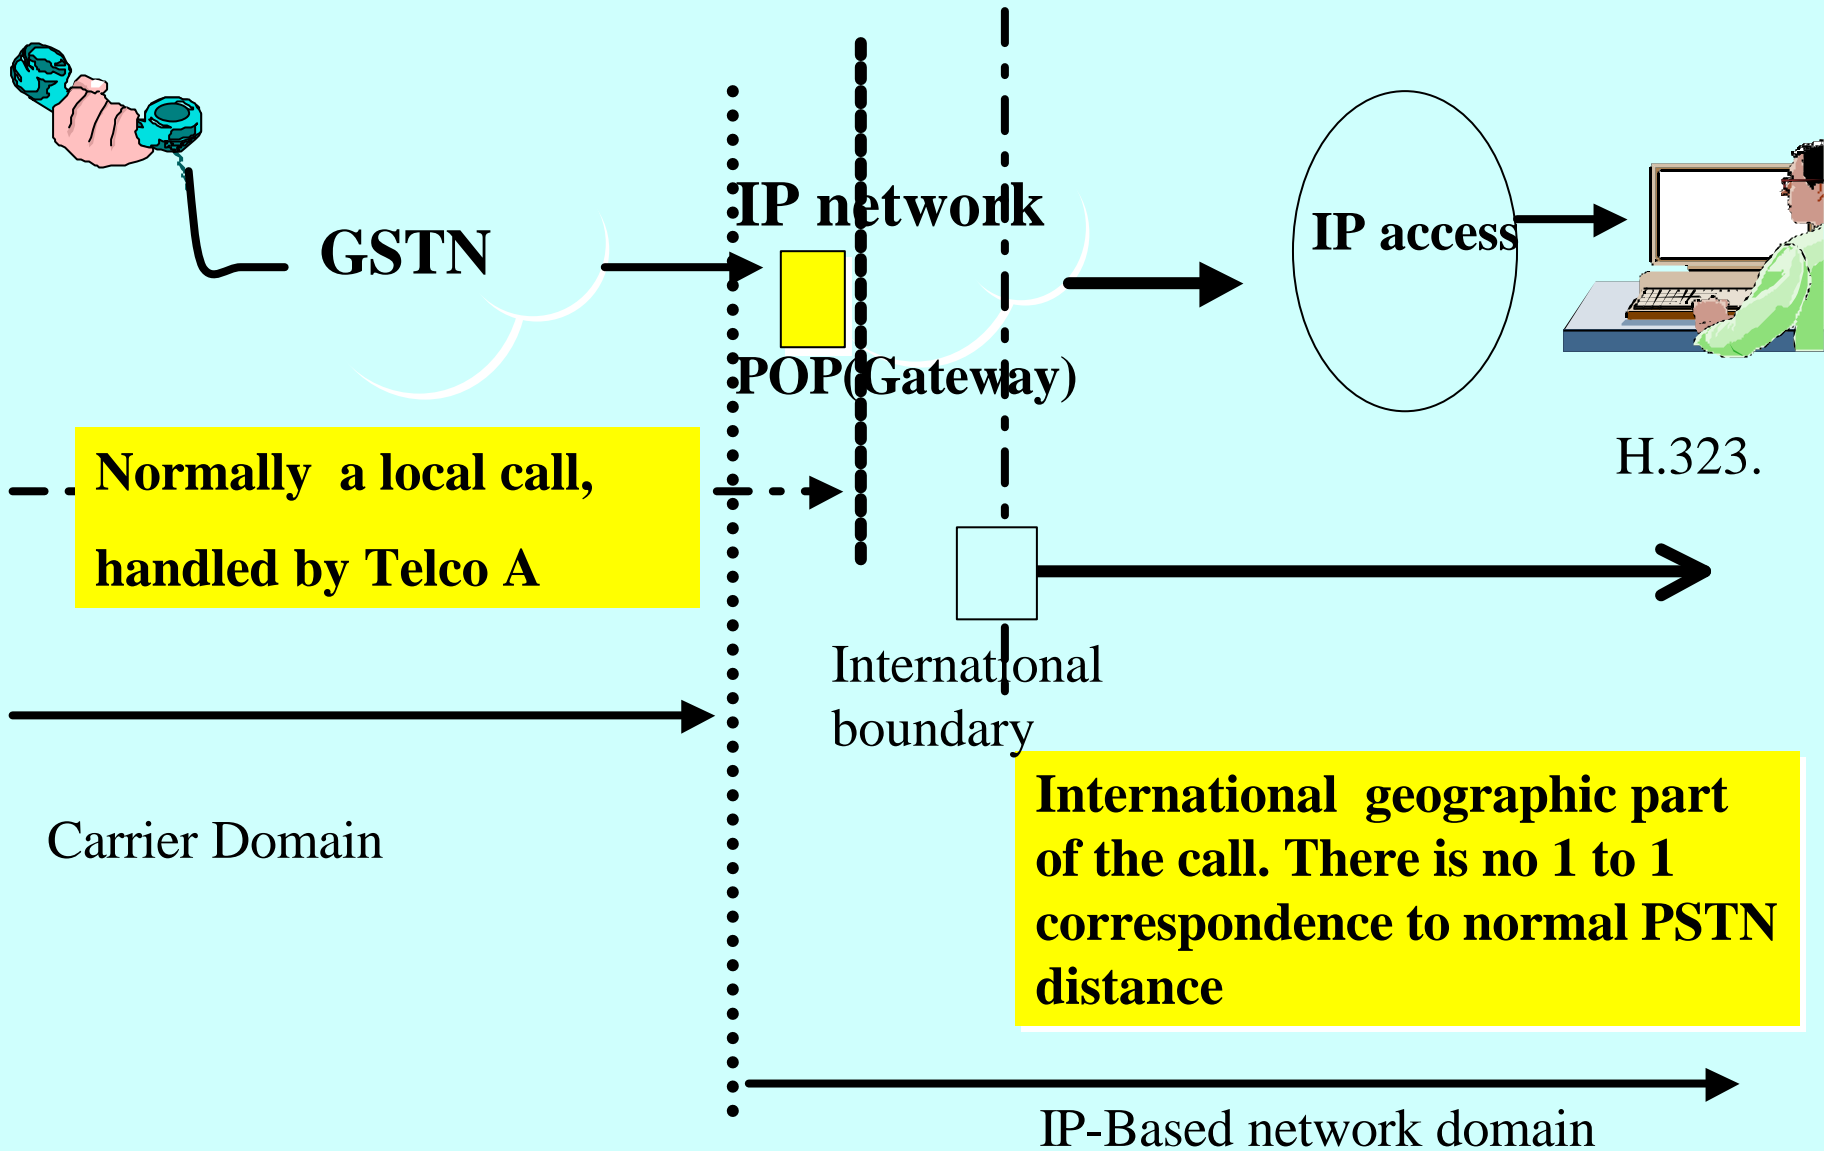 IP network
GSTN
IP access
POP(Gateway)
Normally a local call,
handled by Telco A
H.323.
International
boundary
Carrier Domain
International geographic part
of the call. There is no 1 to 1
correspondence to normal PSTN
distance
IP-Based network domain